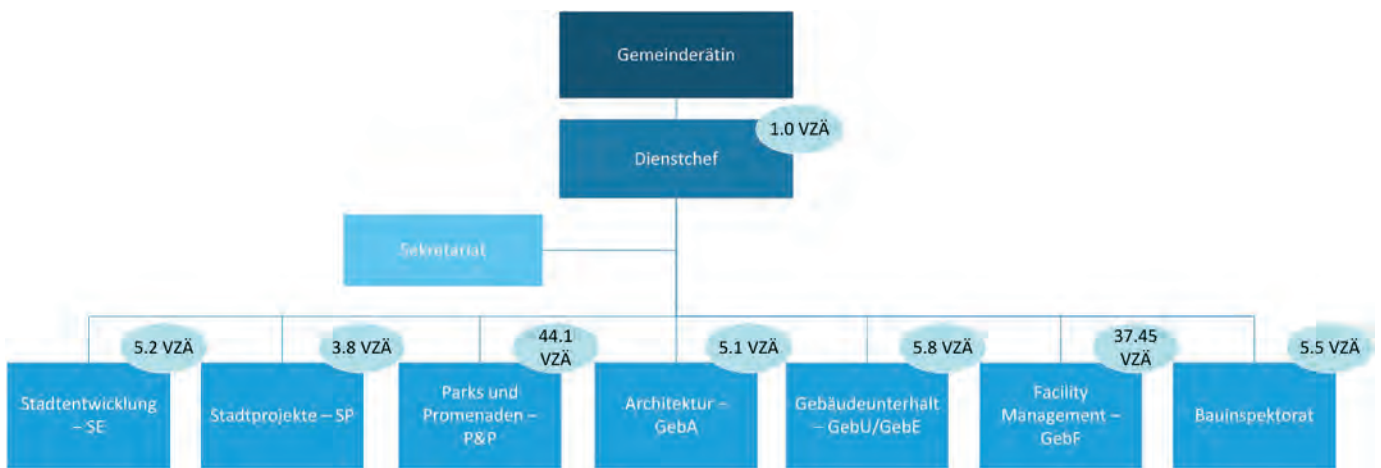 Gemeinderätin
1.0 VZÄ
Dienstchef
Sekretariat
5.2 VZÄ
3.8 VZÄ
44.1
VZÄ
5.1 VZÄ
5.8 VZÄ
37.45
VZÄ
5.5 VZÄ
Stadtentwicklung
– SE
Stadtprojekte – SP
Parks und
Promenaden –
P&P
Architektur –
GebA
Gebäudeunterhalt
– GebU/GebE
Facility
Management –
GebF
Bauinspektorat